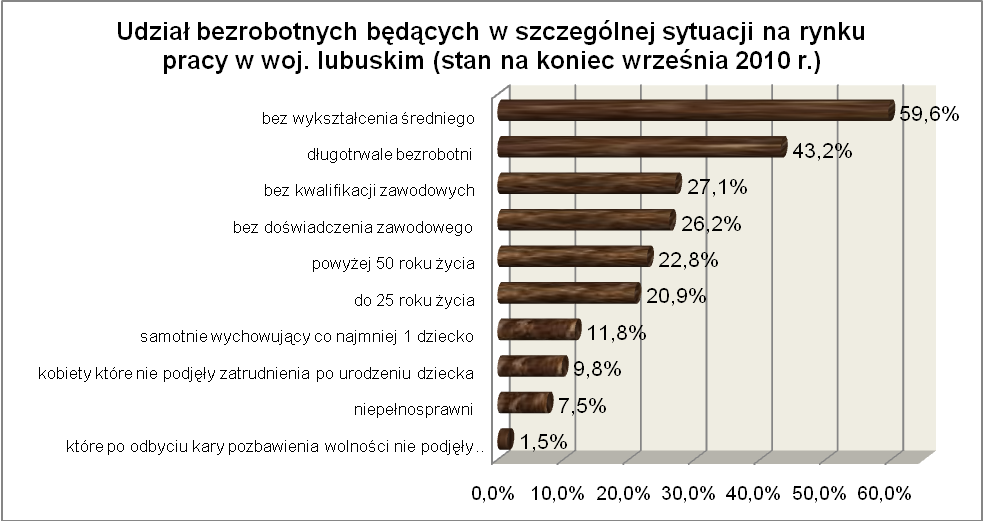 Udział bezrobotnych będących w szczególnej sytuacji na rynku
pracy w woj. lubuskim (stan na koniec września 2010 r.)
bez wykształcenia średniego 59,6%
długotrwale bezrobotni 43,2%
bez kwalifikacji zawodowych 27,1%
bez doświadczenia zawodowego 26,2%
powyżej 50 roku życia 22,8%
do 25 roku życia 20,9%
samotnie wychowujący co najmniej 1 dziecko 11,8%
kobiety które nie podjęły zatrudnienia po urodzeniu dziecka 9,8%
niepełnosprawni 7,5%
które po odbyciu kary pozbawienia wolności nie podjęły .. 1,5%
0,0% 10,0% 20,0% 30,0% 40,0% 50,0% 60,0%